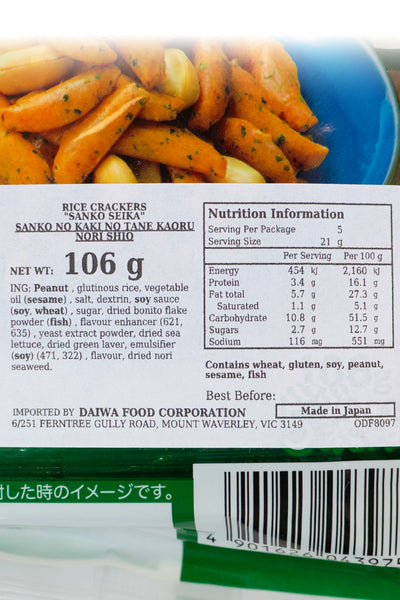 RICE CRACKERS
"SANKO SEIKA"
SANKO NO KAKI NO TANE KAORU
NORI SHIO
NET WT: 106 g
ING: Peanut , glutinous rice, vegetable
oil (sesame) , salt, dextrin, soy sauce
(soy, wheat) , sugar, dried bonito flake
powder (fish) , flavour enhancer (621,
635) , yeast extract powder, dried sea
lettuce, dried green laver, emulsifier
(soy) (471, 322) , flavour, dried nori
seaweed.
Nutrition Information
Serving Per Package 5
Serving Size 21 g
Per Serving Per 100 g
Energy 454 kJ 2,160 kJ
Protein 3.4 g 16.1 g
Fat total 5.7 g 27.3 g
Saturated 1.1 g 5.1 g
Carbohydrate 10.8 g 51.5 g
Sugars 2.7 g 12.7 g
Sodium 116 mg 551 mg
Contains wheat, gluten, soy, peanut,
sesame, fish
Best Before:
IMPORTED BY DAIWA FOOD CORPORATION
Made in Japan
6/251 FERNTREE GULLY ROAD, MOUNT WAVERLEY, VIC 3149
ODF8097
した時のイメージです。
4 901626 04397